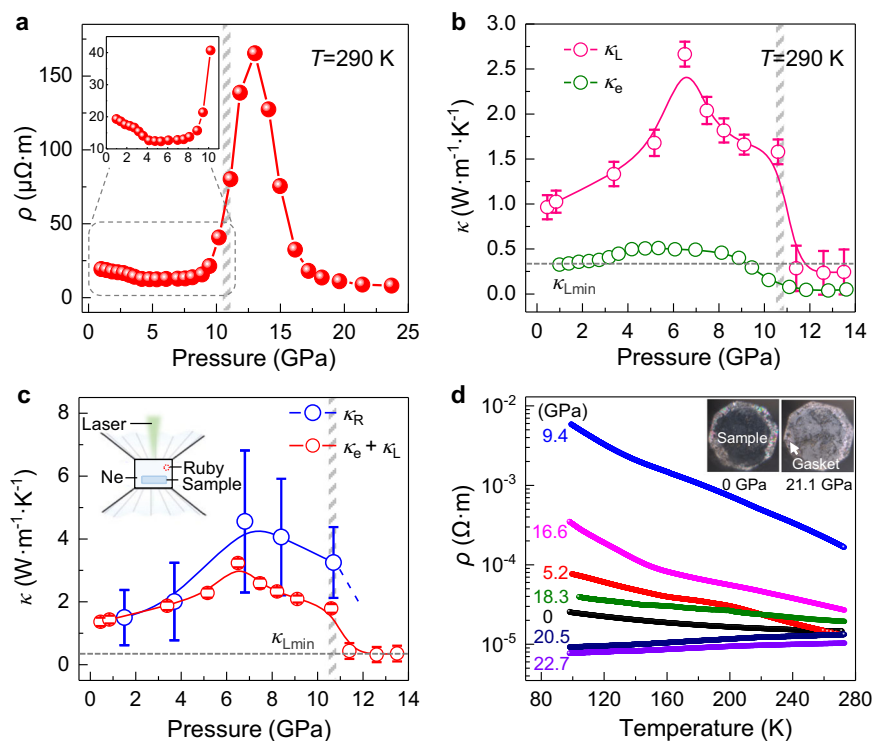 a
T=290 K
ρ (μΩ·m)
150
100
50
0
40
30
20
10
0 2 4 6 8 10
0 5 10 15 20 25
Pressure (GPa)
b
T=290 K
κL
κe
κ (W·m-1·K-1)
3.0
2.5
2.0
1.5
1.0
0.5
0.0
κLmin
0 2 4 6 8 10 12 14
Pressure (GPa)
c
κR
κe + κL
Laser
Ne
Ruby
Sample
κ (W·m-1·K-1)
8
6
4
2
0
κLmin
0 2 4 6 8 10 12 14
Pressure (GPa)
d
ρ (Ω·m)
10-2
10-3
10-4
10-5
(GPa)
9.4
16.6
5.2
18.3
0
20.5
22.7
Sample
Gasket
0 GPa 21.1 GPa
80 120 160 200 240 280
Temperature (K)